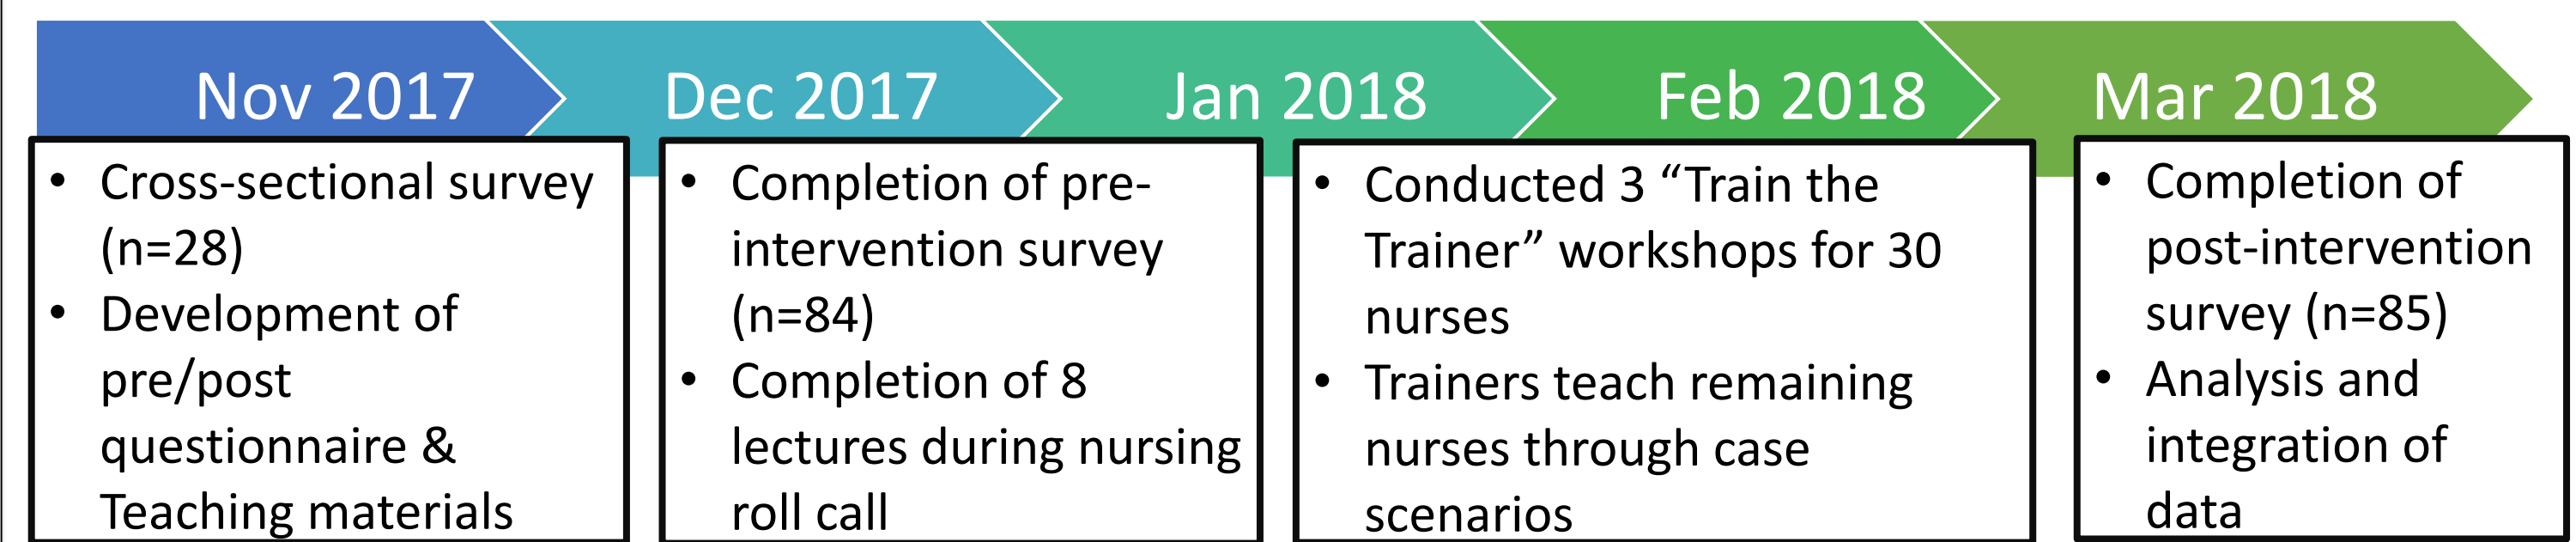 Nov 2017
Dec 2017
Jan 2018
Feb 2018
Mar 2018
• Cross-sectional survey
(n=28)
• Development of
pre/post
questionnaire &
Teaching materials
• Completion of pre-
intervention survey
(n=84)
• Completion of 8
lectures during nursing
roll call
• Conducted 3 “Train the
Trainer” workshops for 30
nurses
• Trainers teach remaining
nurses through case
scenarios
• Completion of
post-intervention
survey (n=85)
• Analysis and
integration of
data